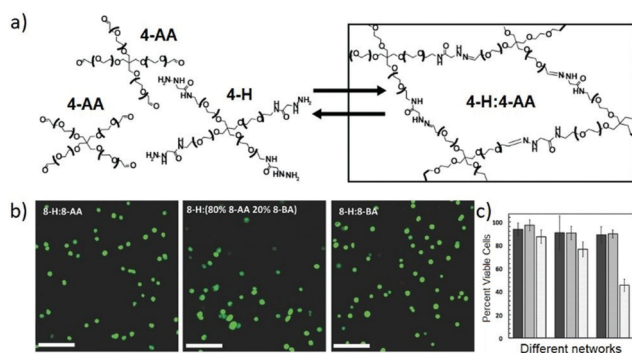 a)
4-AA
4-AA
4-H
4-H:4-AA
b)
8-H:8-AA
8-H:(80% 8-AA 20% 8-BA)
8-H:8-BA
c)
Percent Viable Cells
100
80
60
40
20
0
Different networks